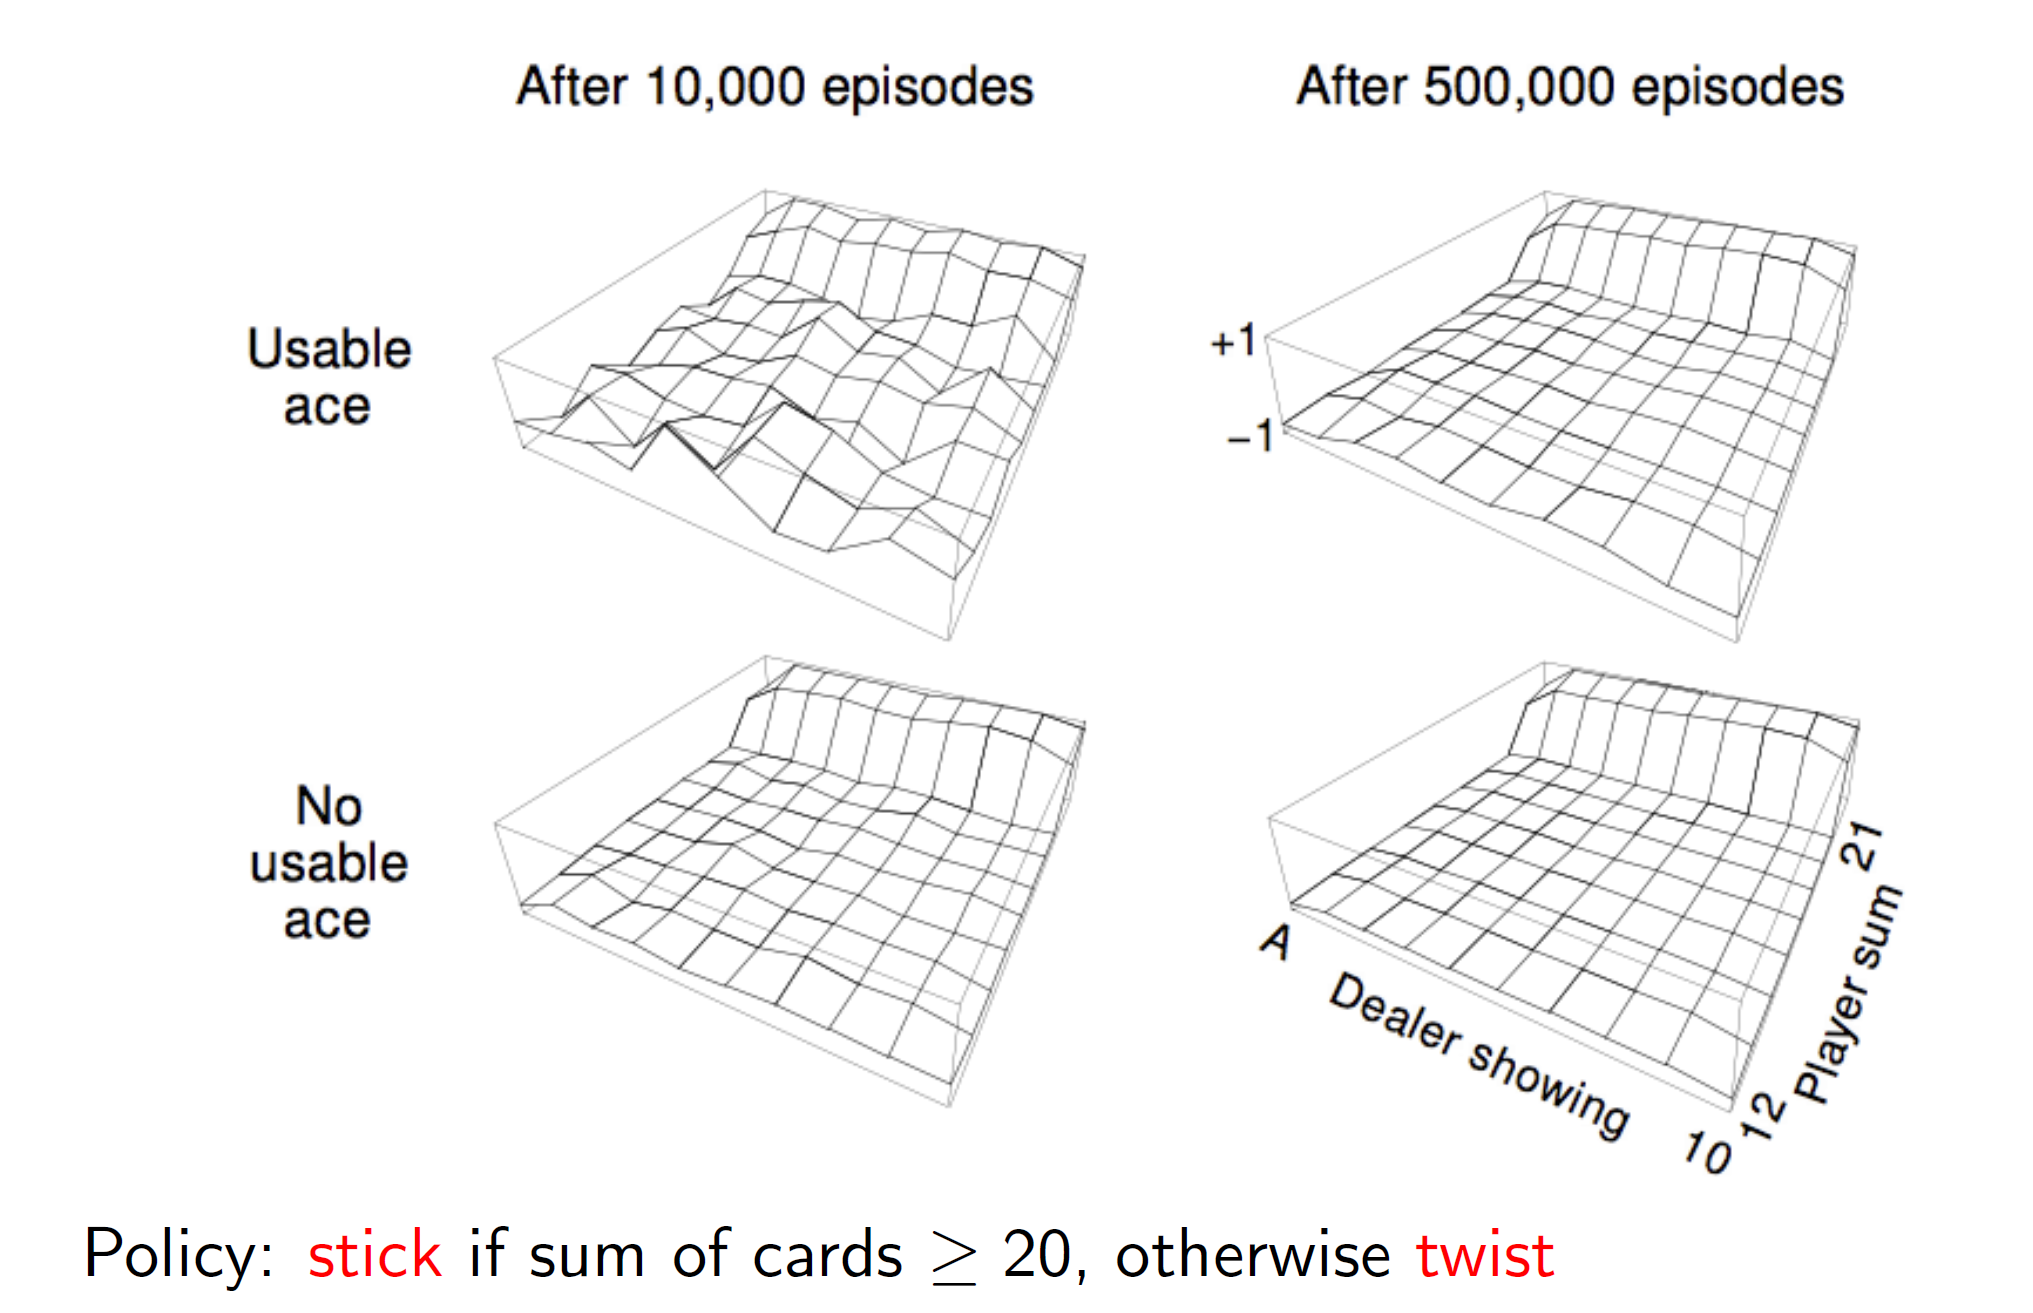 After 10,000 episodes
After 500,000 episodes
Usable
ace
+1
−1
No
usable
ace
A
Dealer showing
10
12
Player sum
21
Policy: stick if sum of cards ≥ 20, otherwise twist